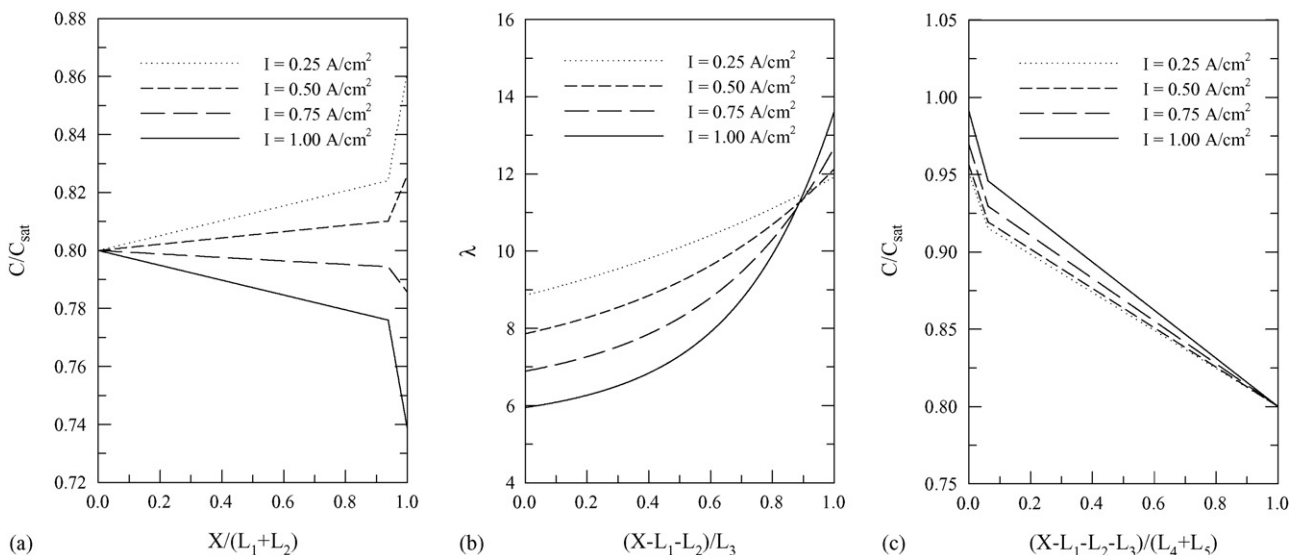 0.88
0.86
0.84
0.82
0.80
0.78
0.76
0.74
0.72
C/C_sat
I = 0.25 A/cm²
I = 0.50 A/cm²
I = 0.75 A/cm²
I = 1.00 A/cm²
0.0 0.2 0.4 0.6 0.8 1.0
(a) X/(L₁+L₂)
16
14
12
10
8
6
4
λ
I = 0.25 A/cm²
I = 0.50 A/cm²
I = 0.75 A/cm²
I = 1.00 A/cm²
0.0 0.2 0.4 0.6 0.8 1.0
(b) (X-L₁-L₂)/L₃
1.05
1.00
0.95
0.90
0.85
0.80
0.75
C/C_sat
I = 0.25 A/cm²
I = 0.50 A/cm²
I = 0.75 A/cm²
I = 1.00 A/cm²
0.0 0.2 0.4 0.6 0.8 1.0
(c) (X-L₁-L₂-L₃)/(L₄+L₅)